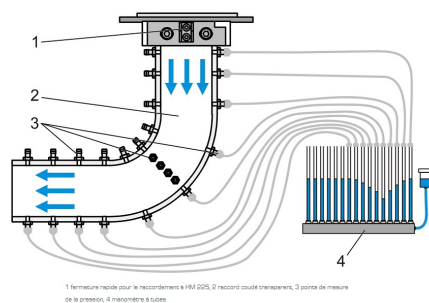 1
2
3
4
1 fermeture rapide pour le raccordement à HM 225, 2 raccord coudé transparent, 3 points de mesure
de la pression, 4 manomètre à tubes